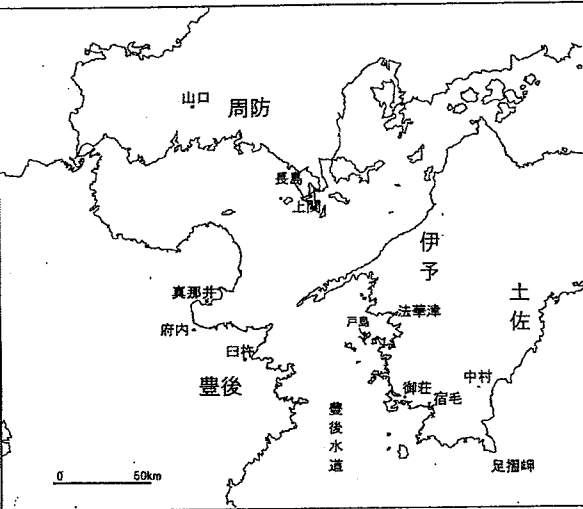 山口
周防
長島
上関
伊予
土佐
真那井
府内
臼杵
豊後
戸島
法華津
御荘
宿毛
中村
豊後水道
足摺岬
0 50km